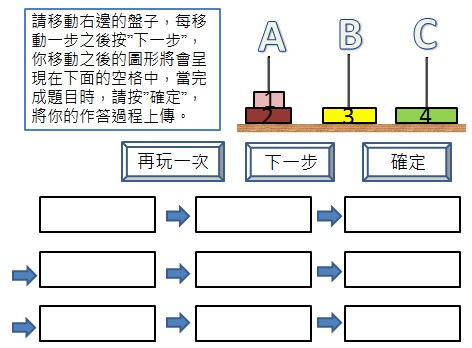 請移動右邊的盤子，每移
動一步之後按"下一步"，
你移動之後的圖形將會呈
現在下面的空格中，當完
成題目時，請按"確定"，
將你的作答過程上傳。
A B C
1
2 3 4
再玩一次 下一步 確定